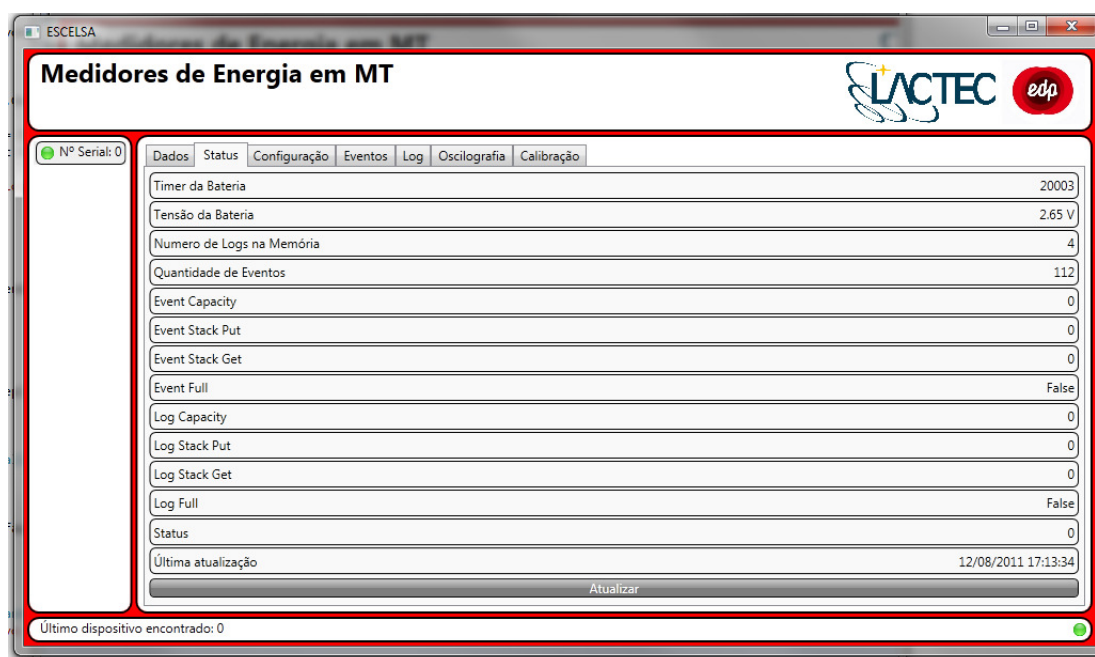 ESCELSA
Medidores de Energia em MT
LACTEC edp
Nº Serial: 0
Dados Status Configuração Eventos Log Oscilografia Calibração
Timer da Bateria 20003
Tensão da Bateria 2.65 V
Numero de Logs na Memória 4
Quantidade de Eventos 112
Event Capacity 0
Event Stack Put 0
Event Stack Get 0
Event Full False
Log Capacity 0
Log Stack Put 0
Log Stack Get 0
Log Full False
Status 0
Última atualização 12/08/2011 17:13:34
Atualizar
Último dispositivo encontrado: 0